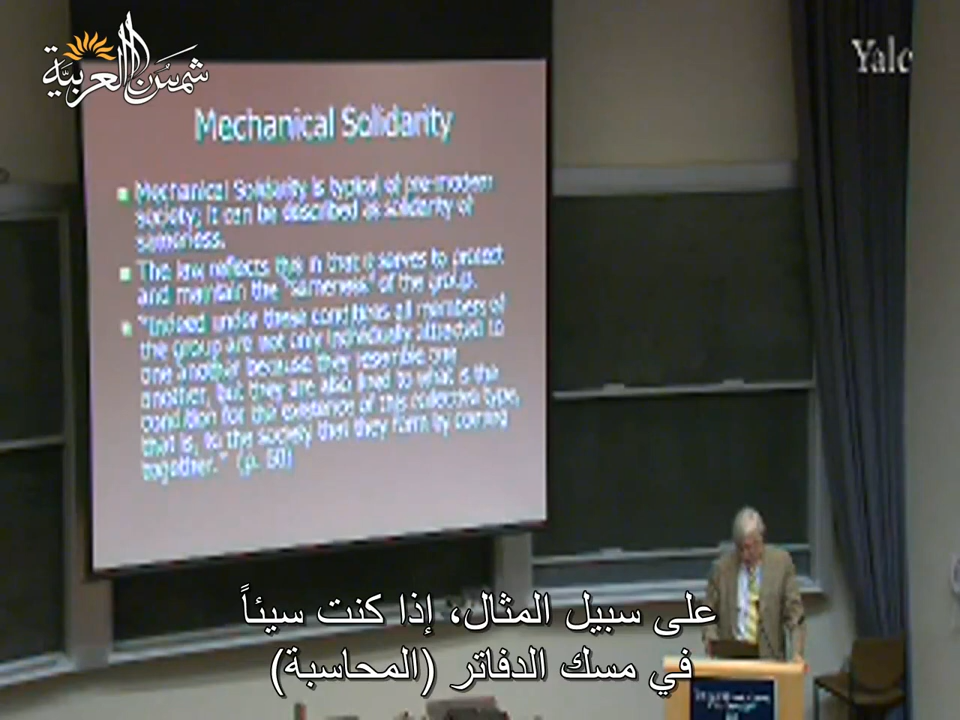 شمس العربية
Yale
Mechanical Solidarity
Mechanical Solidarity is typical of pre-modern
society; it can be described as solidarity of
sameness.
The law reflects this in that it serves to protect
and maintain the "sameness" of the group.
"Indeed under these conditions all members of
the group are not only individually attracted to
one another because they resemble one
another, but they are also linked to what is the
condition for the existence of this collective type,
that is, to the society that they form by coming
together." (p. 60)
على سبيل المثال، إذا كنت سيئاً
في مسك الدفاتر (المحاسبة)